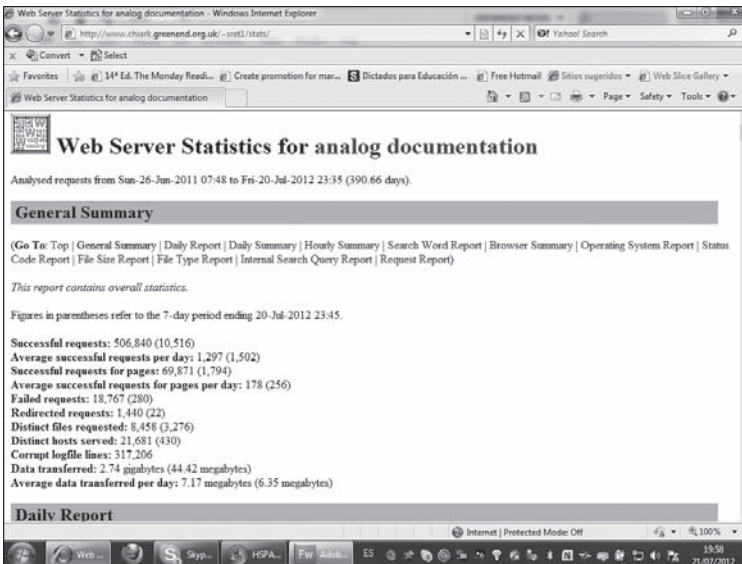 Web Server Statistics for analog documentation - Windows Internet Explorer
http://www.chiark.greenend.org.uk/~sret1/stats/
Yahoo! Search
x Convert Select
Favorites 14ª Ed. The Monday Readi... Create promotion for mar... Dictados para Educación ... Free Hotmail Sitios sugeridos Web Slice Gallery
Web Server Statistics for analog documentation Page Safety Tools
Web Server Statistics for analog documentation
Analysed requests from Sun-26-Jun-2011 07:48 to Fri-20-Jul-2012 23:35 (390.66 days).
General Summary
(Go To: Top | General Summary | Daily Report | Daily Summary | Hourly Summary | Search Word Report | Browser Summary | Operating System Report | Status
Code Report | File Size Report | File Type Report | Internal Search Query Report | Request Report)
This report contains overall statistics.
Figures in parentheses refer to the 7-day period ending 20-Jul-2012 23:45.
Successful requests: 506,840 (10,516)
Average successful requests per day: 1,297 (1,502)
Successful requests for pages: 69,871 (1,794)
Average successful requests for pages per day: 178 (256)
Failed requests: 18,767 (280)
Redirected requests: 1,440 (22)
Distinct files requested: 8,458 (3,276)
Distinct hosts served: 21,681 (430)
Corrupt logfile lines: 317,206
Data transferred: 2.74 gigabytes (44.42 megabytes)
Average data transferred per day: 7.17 megabytes (6.35 megabytes)
Daily Report
Internet | Protected Mode: Off 100%
Web ... Skyp... HSPA... Fw Adob... ES 19:58
21/07/2012